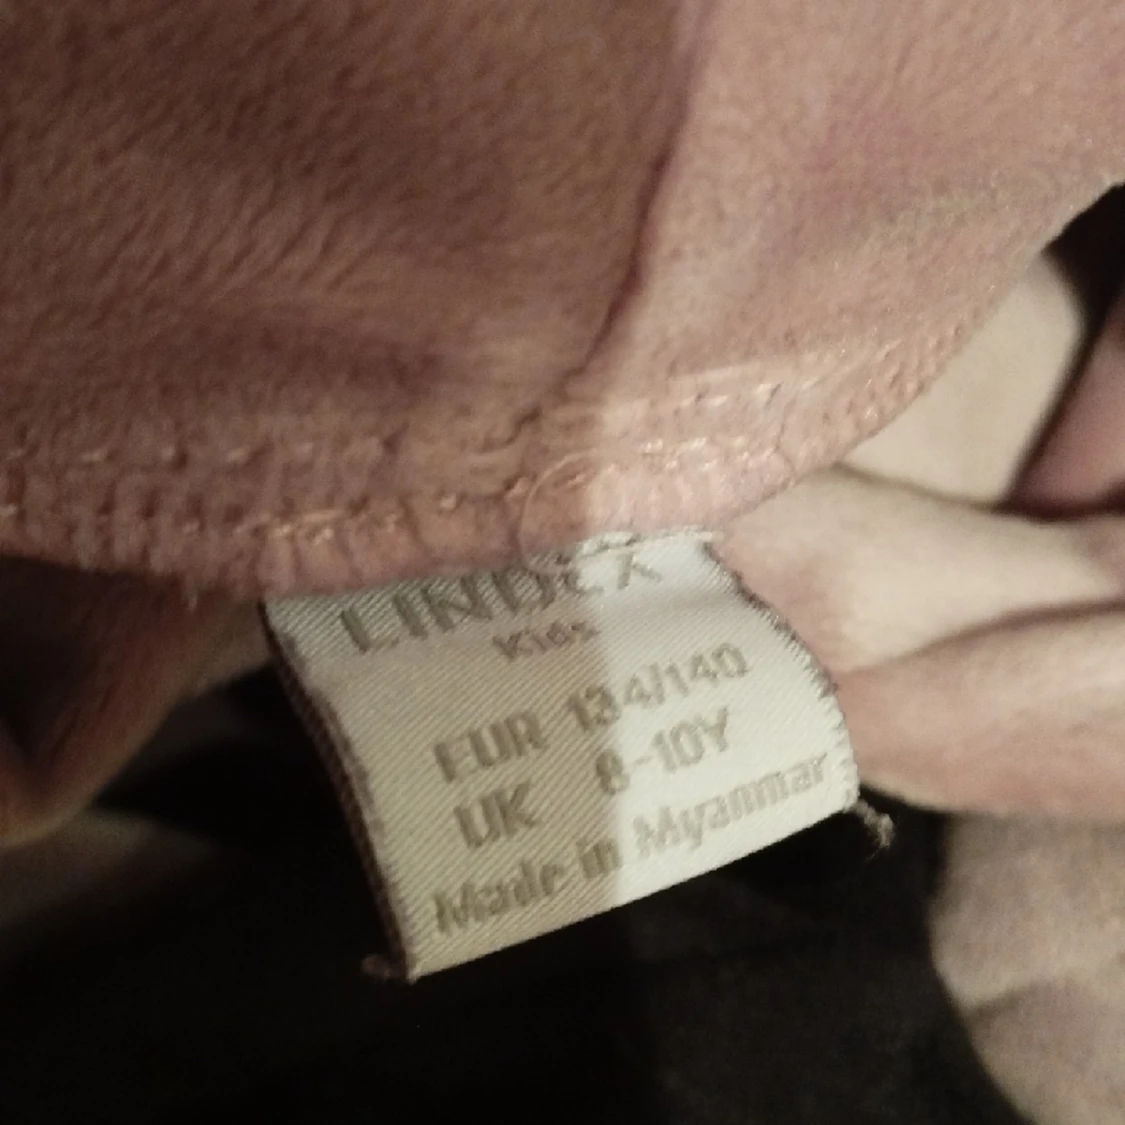 LINDEX
Kids
EUR 134/140
UK 8-10Y
Made in Myanmar